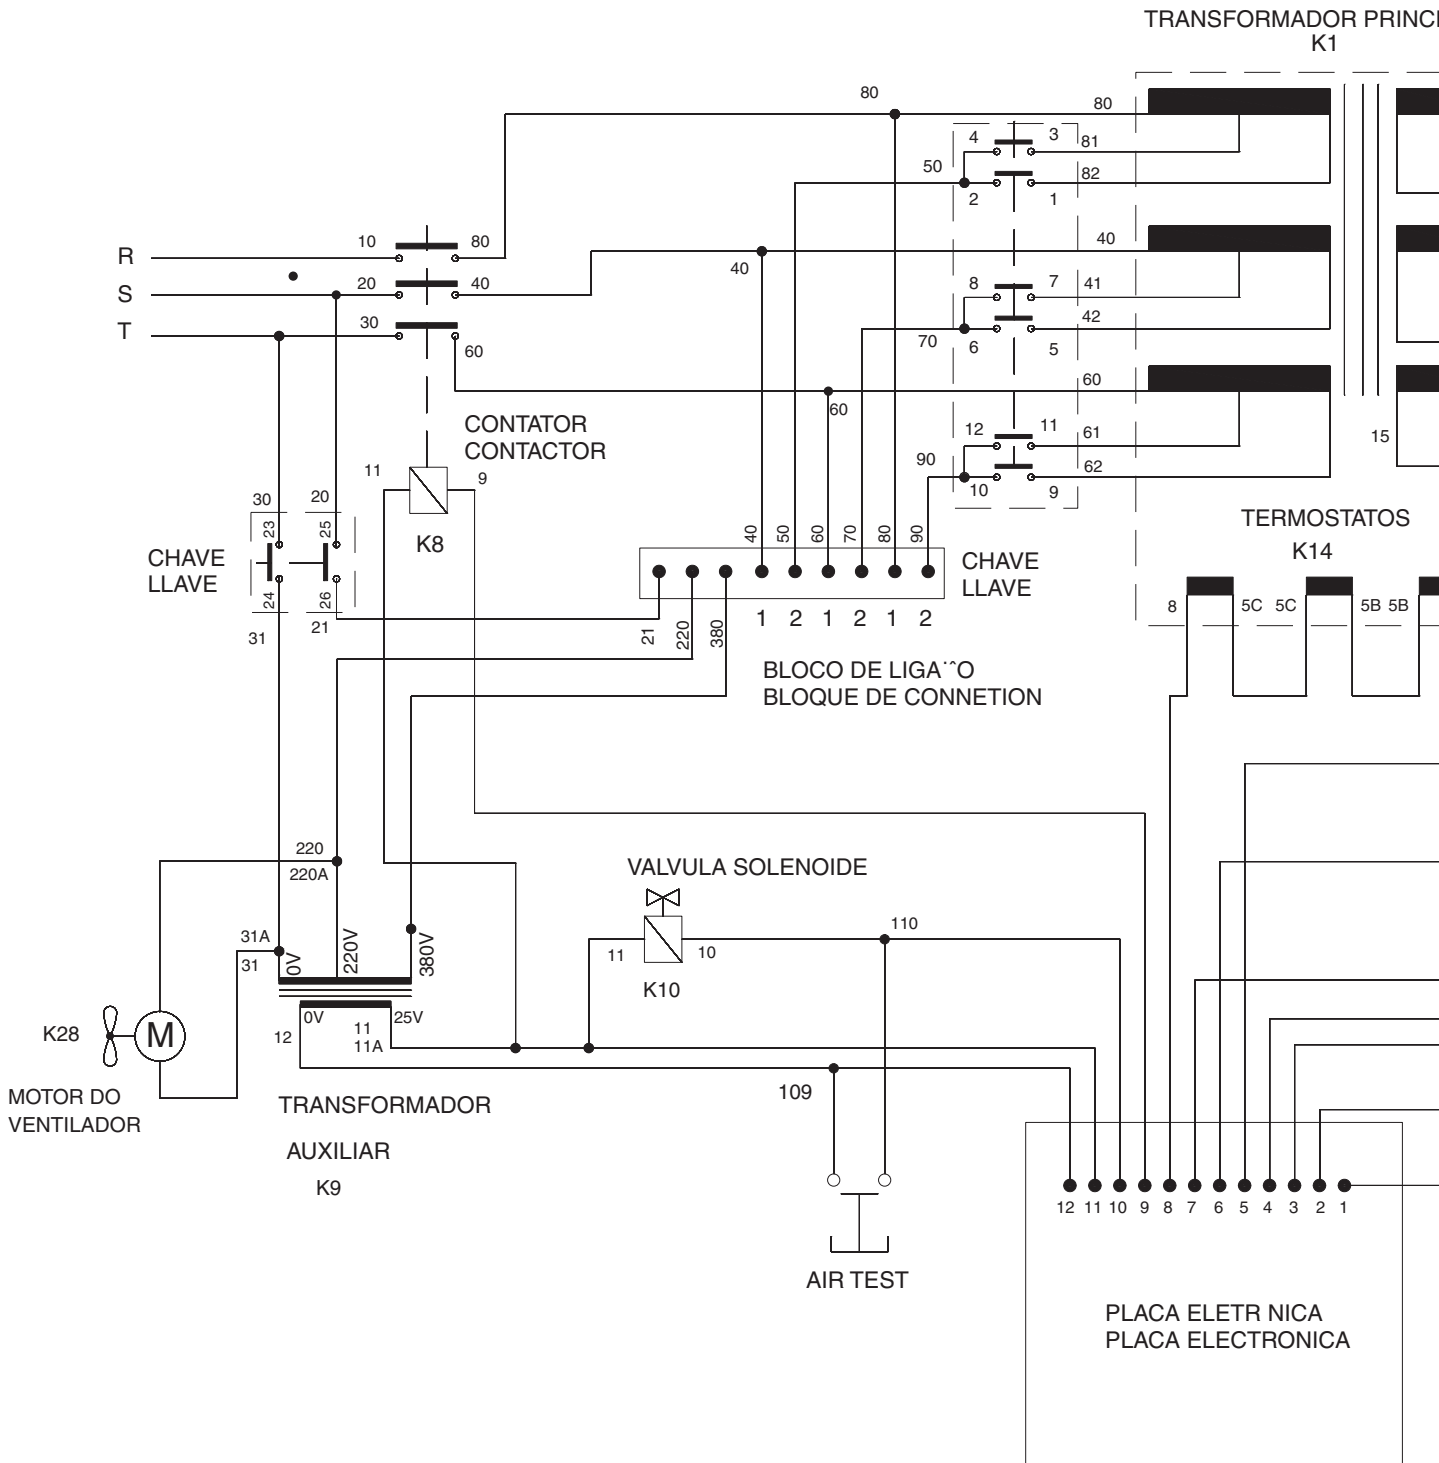 TRANSFORMADOR PRINCI
K1
80
80
4 3
81
50
82
2 1
R
10 80
40
40
S
20 40
8 7 41
42
T
30
60
70
6 5
60
60
CONTATOR
CONTACTOR
12 11 61
15
11 9
90
62
10 9
30 20
23 25
K8
40 50 60 70 80 90
TERMOSTATOS
K14
CHAVE
LLAVE
CHAVE
LLAVE
24 26
31 21
21 220 380
1 2 1 2 1 2
8 5C 5C 5B 5B
BLOCO DE LIGA¨ˆO
BLOQUE DE CONNETION
220
220A
VALVULA SOLENOIDE
110
31A
31
0V 220V 380V
11 10
K10
K28
M
0V 25V
12
11
11A
109
MOTOR DO
VENTILADOR
TRANSFORMADOR
AUXILIAR
K9
12 11 10 9 8 7 6 5 4 3 2 1
AIR TEST
PLACA ELETR NICA
PLACA ELECTRONICA